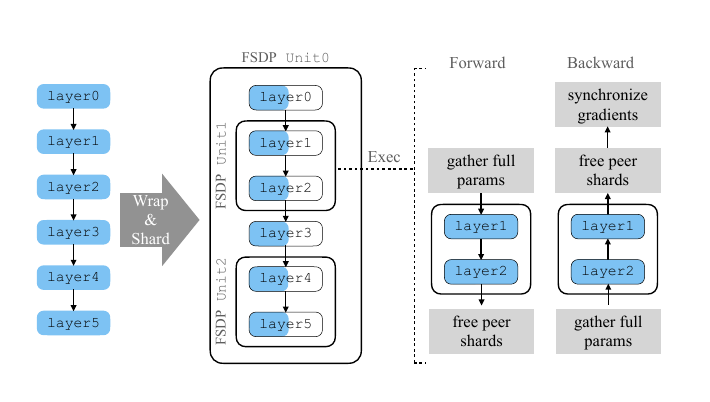 layer0
layer1
layer2
layer3
layer4
layer5
Wrap
&
Shard
FSDP Unit0
layer0
FSDP Unit1
layer1
layer2
layer3
FSDP Unit2
layer4
layer5
Exec
Forward
gather full
params
layer1
layer2
free peer
shards
Backward
synchronize
gradients
free peer
shards
layer1
layer2
gather full
params